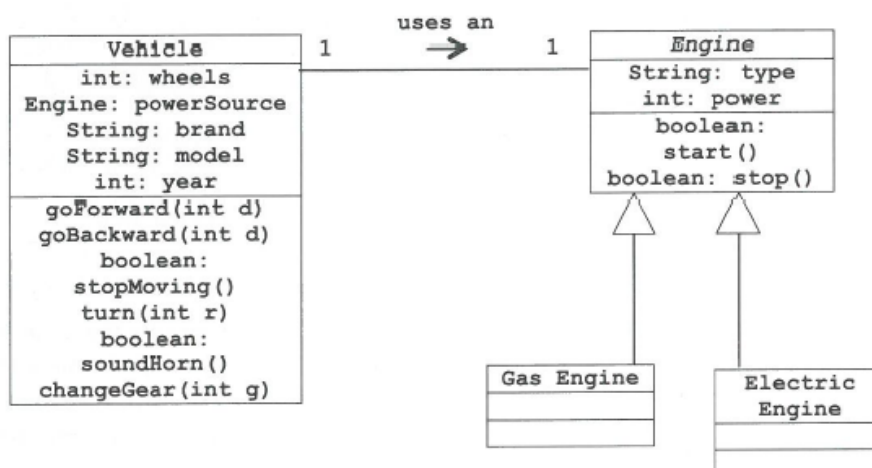 uses an
1
1
Vehicle
int: wheels
Engine: powerSource
String: brand
String: model
int: year
goForward(int d)
goBackward(int d)
boolean:
stopMoving()
turn(int r)
boolean:
soundHorn()
changeGear(int g)
Engine
String: type
int: power
boolean:
start()
boolean: stop()
Gas Engine
Electric
Engine